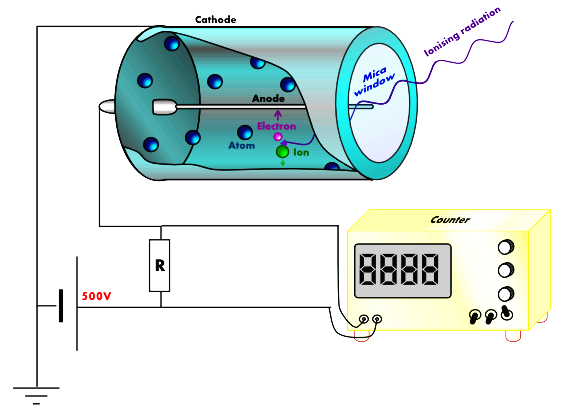 Cathode
Ionising radiation
Mica
window
Anode
Electron
Atom
Ion
Counter
8888
R
500V